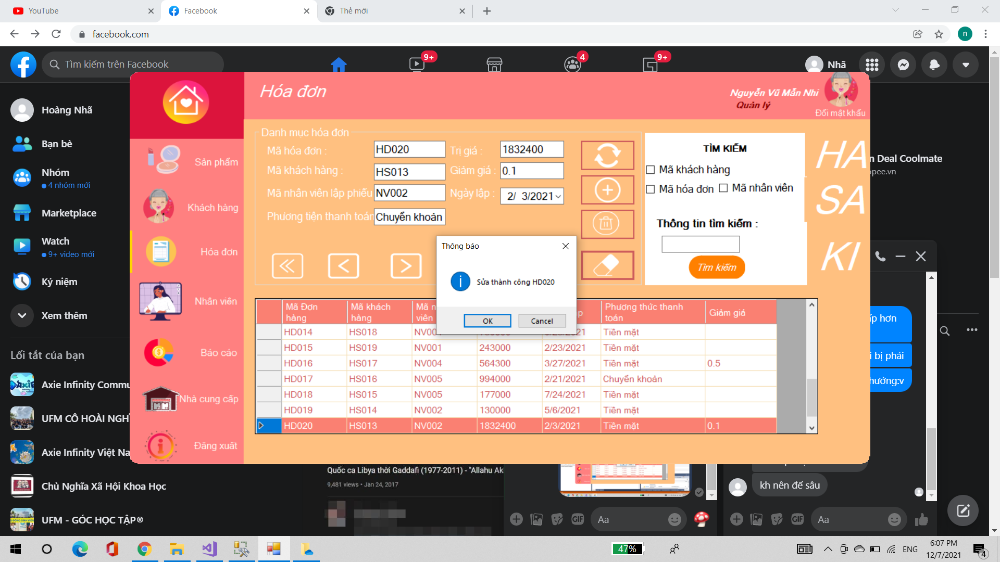 YouTube
Facebook
Thẻ mới
facebook.com
n
Tìm kiếm trên Facebook
9+
4
9+
Nhã
Hoàng Nhã
Bạn bè
Nhóm
4 nhóm mới
Marketplace
Watch
9+ video mới
Kỷ niệm
Xem thêm
Lối tắt của bạn
Axie Infinity Commu
UFM CÔ HOÀI NGH
Axie Infinity Việt Na
Chủ Nghĩa Xã Hội Khoa Học
UFM - GÓC HỌC TẬP®
Hóa đơn
Nguyễn Vũ Mẫn Nhi
Quản lý
Đổi mật khẩu
Sản phẩm
Khách hàng
Hóa đơn
Nhân viên
Báo cáo
Nhà cung cấp
Đăng xuất
Danh mục hóa đơn
Mã hóa đơn : HD020 Trị giá : 1832400
Mã khách hàng : HS013 Giảm giá : 0.1
Mã nhân viên lập phiếu NV002 Ngày lập : 2/ 3/2021
Phương tiện thanh toán Chuyển khoản
TÌM KIẾM
Mã khách hàng
Mã hóa đơn Mã nhân viên
Thông tin tìm kiếm :
Tìm kiếm
HA
SA
KI
n Deal Coolmate
pee.vn
Thông báo
Sửa thành công HD020
OK Cancel
Mã Đơn hàng Mã khách hàng Mã n viên p Phương thức thanh toán Giảm giá
HD014 HS018 NV00 2021 Tiền mặt
HD015 HS019 NV001 243000 2/23/2021 Tiền mặt
HD016 HS017 NV004 564300 3/27/2021 Tiền mặt 0.5
HD017 HS016 NV005 994000 2/21/2021 Chuyển khoản
HD018 HS015 NV005 177000 7/24/2021 Tiền mặt
HD019 HS014 NV002 130000 5/6/2021 Tiền mặt
HD020 HS013 NV002 1832400 2/3/2021 Tiền mặt 0.1
ấp hơn
i bị phải
hưởng:v
Quốc ca Libya thời Gaddafi (1977-2011) - "Allahu Ak
9,481 views • Jan 24, 2017
kh nên để sâu
GIF Aa
GIF Aa
47%
ENG
6:07 PM
12/7/2021
4